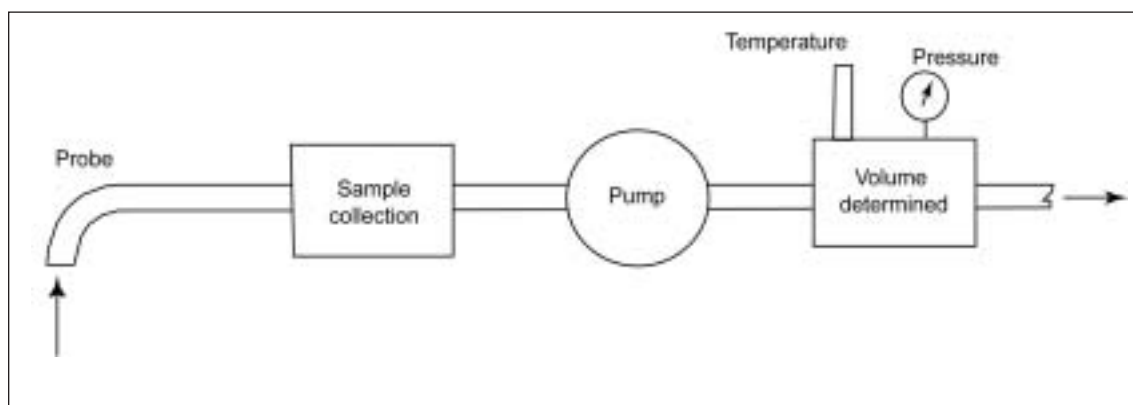 Temperature
Pressure
Probe
Sample
collection
Pump
Volume
determined